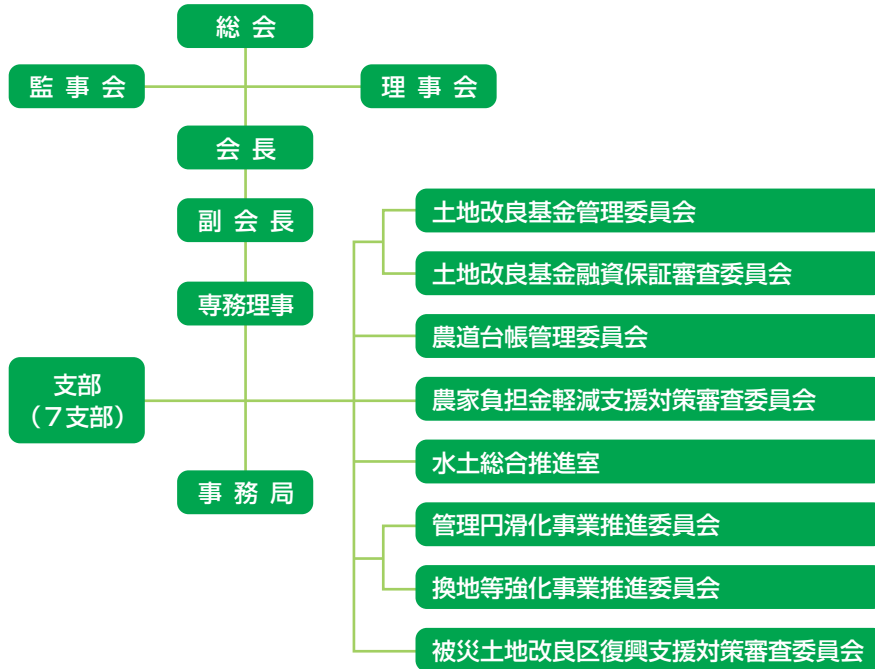 総会
監事会
理事会
会長
副会長
専務理事
支部
（7支部）
事務局
土地改良基金管理委員会
土地改良基金融資保証審査委員会
農道台帳管理委員会
農家負担金軽減支援対策審査委員会
水土総合推進室
管理円滑化事業推進委員会
換地等強化事業推進委員会
被災土地改良区復興支援対策審査委員会